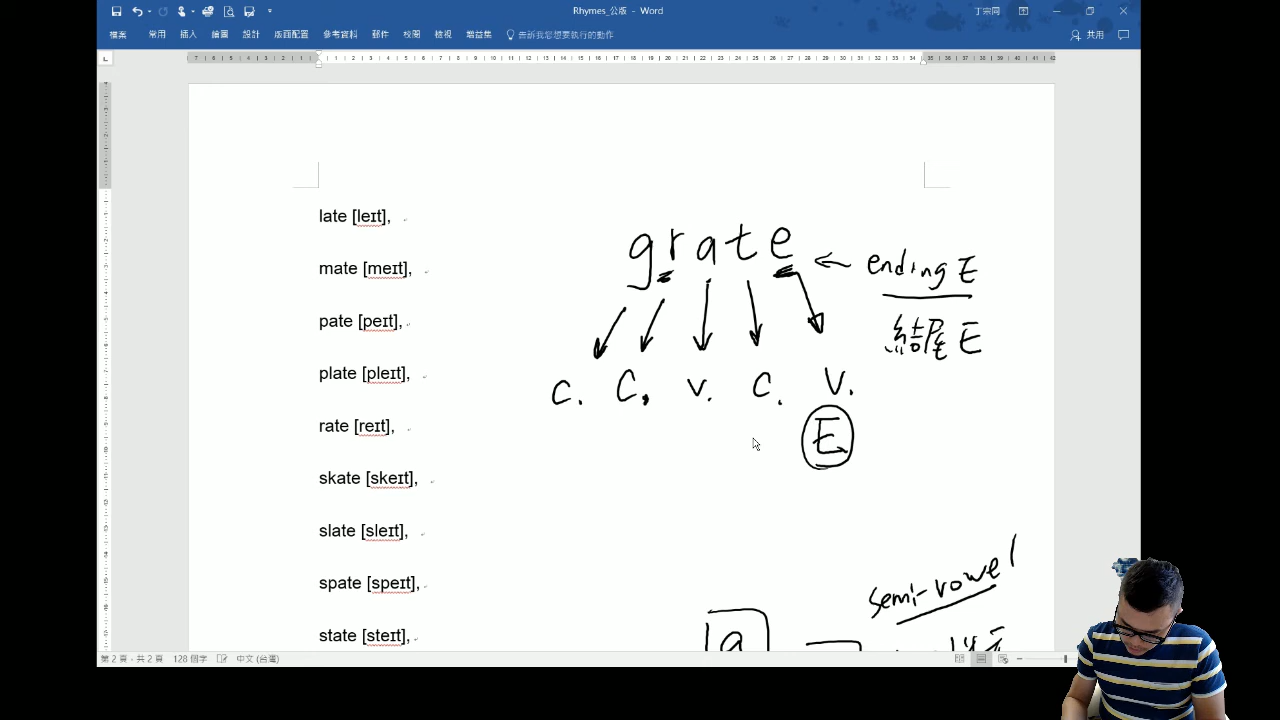 Rhymes_公版 - Word
丁宗同
檔案 常用 插入 繪圖 設計 版面配置 參考資料 郵件 校閱 檢視 增益集 告訴我您想要執行的動作 共用
late [leɪt],
mate [meɪt],
pate [peɪt],
plate [pleɪt],
rate [reɪt],
skate [skeɪt],
slate [sleɪt],
spate [speɪt],
state [steɪt],
grate
ending E
結尾 E
c. c. v. c. v.
E
semi-vowel
a
第 2 頁，共 2 頁 128 個字 中文 (台灣)